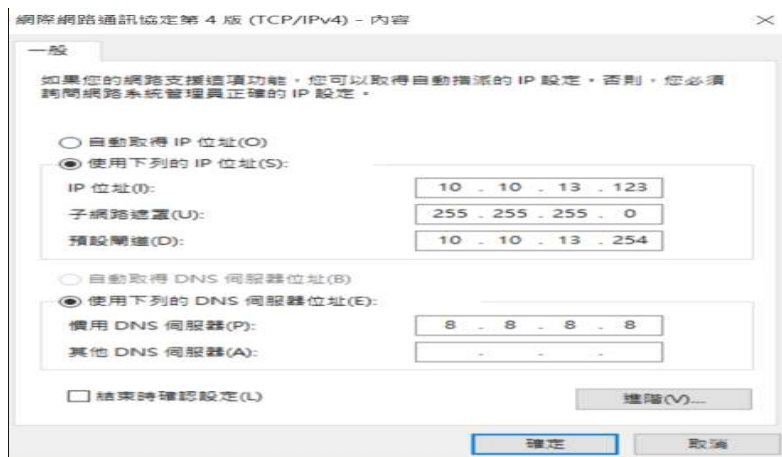 網際網路通訊協定第 4 版 (TCP/IPv4) - 內容
一般
如果您的網路支援這項功能，您可以取得自動指派的 IP 設定。否則，您必須
詢問網路系統管理員正確的 IP 設定。
自動取得 IP 位址(O)
使用下列的 IP 位址(S):
IP 位址(I): 10 . 10 . 13 . 123
子網路遮罩(U): 255 . 255 . 255 . 0
預設閘道(D): 10 . 10 . 13 . 254
自動取得 DNS 伺服器位址(B)
使用下列的 DNS 伺服器位址(E):
慣用 DNS 伺服器(P): 8 . 8 . 8 . 8
其他 DNS 伺服器(A): . . .
結束時確認設定(L)
進階(V)...
確定 取消